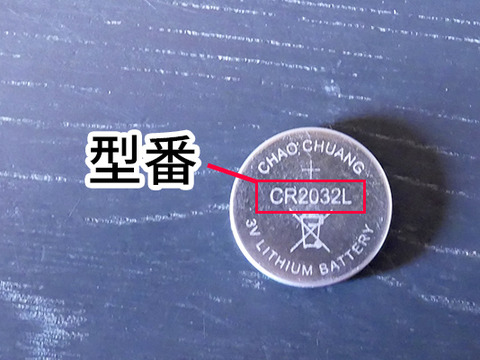 型番
CHAO CHUANG
+
CR2032L
3V LITHIUM BATTERY